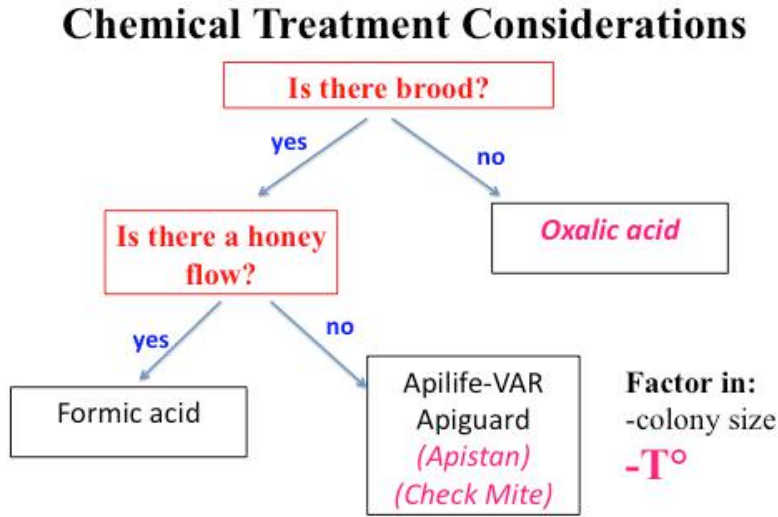 Chemical Treatment Considerations
Is there brood?
yes
no
Is there a honey
flow?
Oxalic acid
yes
no
Formic acid
Apilife-VAR
Apiguard
(Apistan)
(Check Mite)
Factor in:
-colony size
-T°